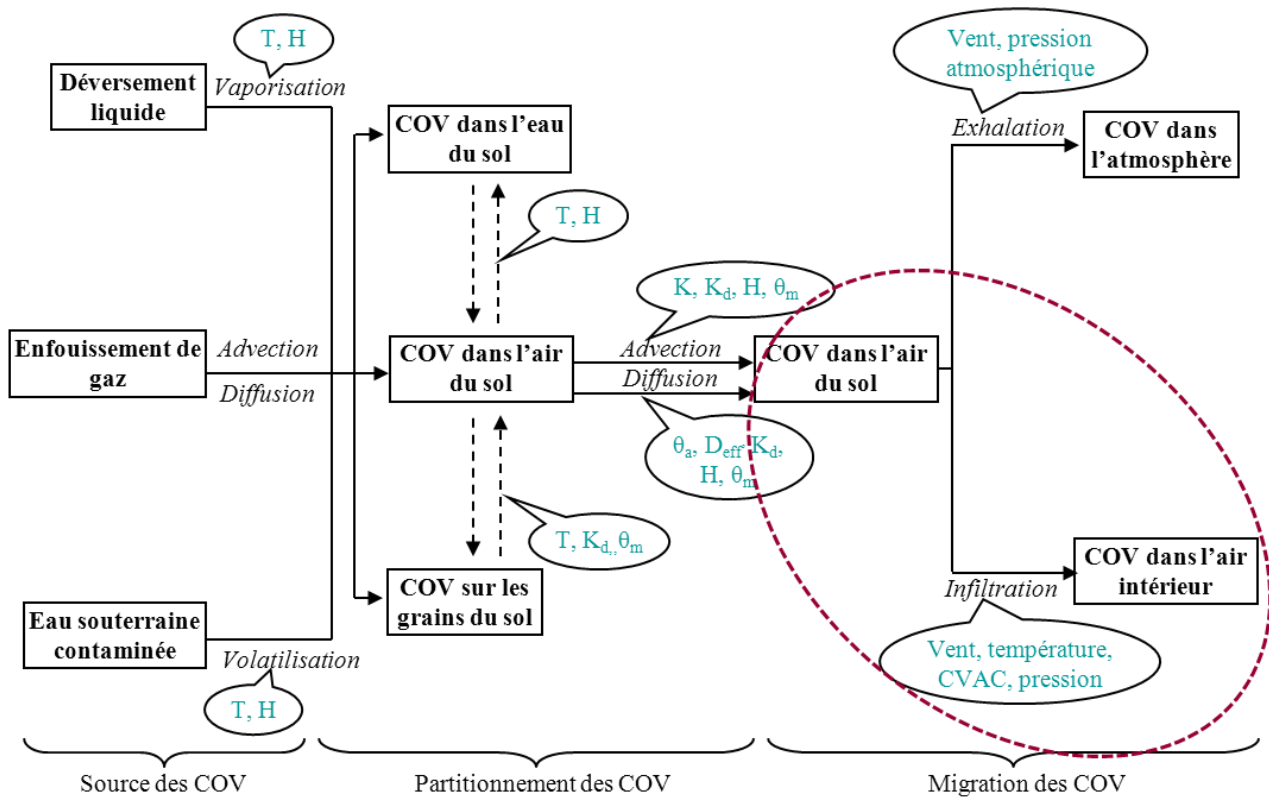 T, H
Vaporisation
Déversement
liquide
Vent, pression
atmosphérique
Exhalation
COV dans
l’atmosphère
COV dans l’eau
du sol
T, H
K, Kd, H, θm
Enfouissement de
gaz
Advection
Diffusion
COV dans l’air
du sol
Advection
Diffusion
COV dans l’air
du sol
θa, Deff, Kd,
H, θm
T, Kd,,θm
COV sur les
grains du sol
COV dans l’air
intérieur
Infiltration
Vent, température,
CVAC, pression
Eau souterraine
contaminée
Volatilisation
T, H
Source des COV
Partitionnement des COV
Migration des COV